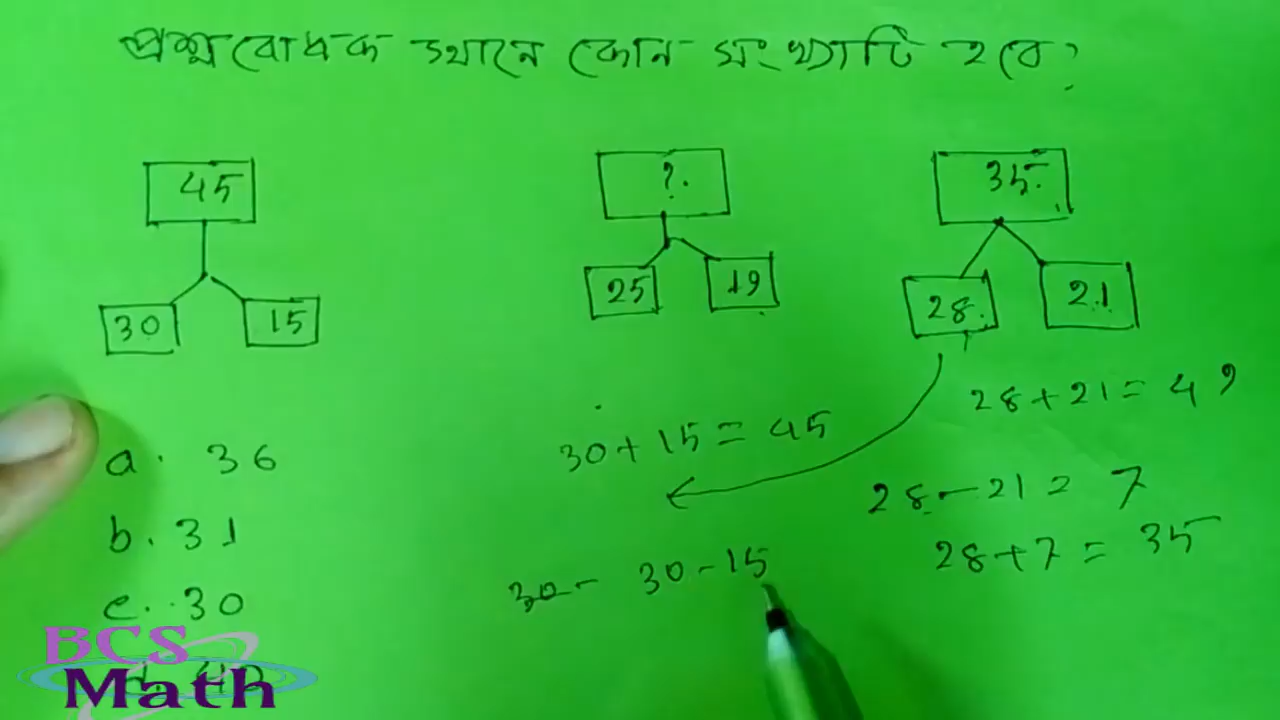 প্রশ্নবোধক স্থানে কোন সংখ্যাটি হবে?
45
?.
35.
30
15
25
19
28.
21
28+21= 49
30+15= 45
28-21= 7
28+7= 35
30- 30-15
a. 36
b. 31
c. 30
BCS
Math